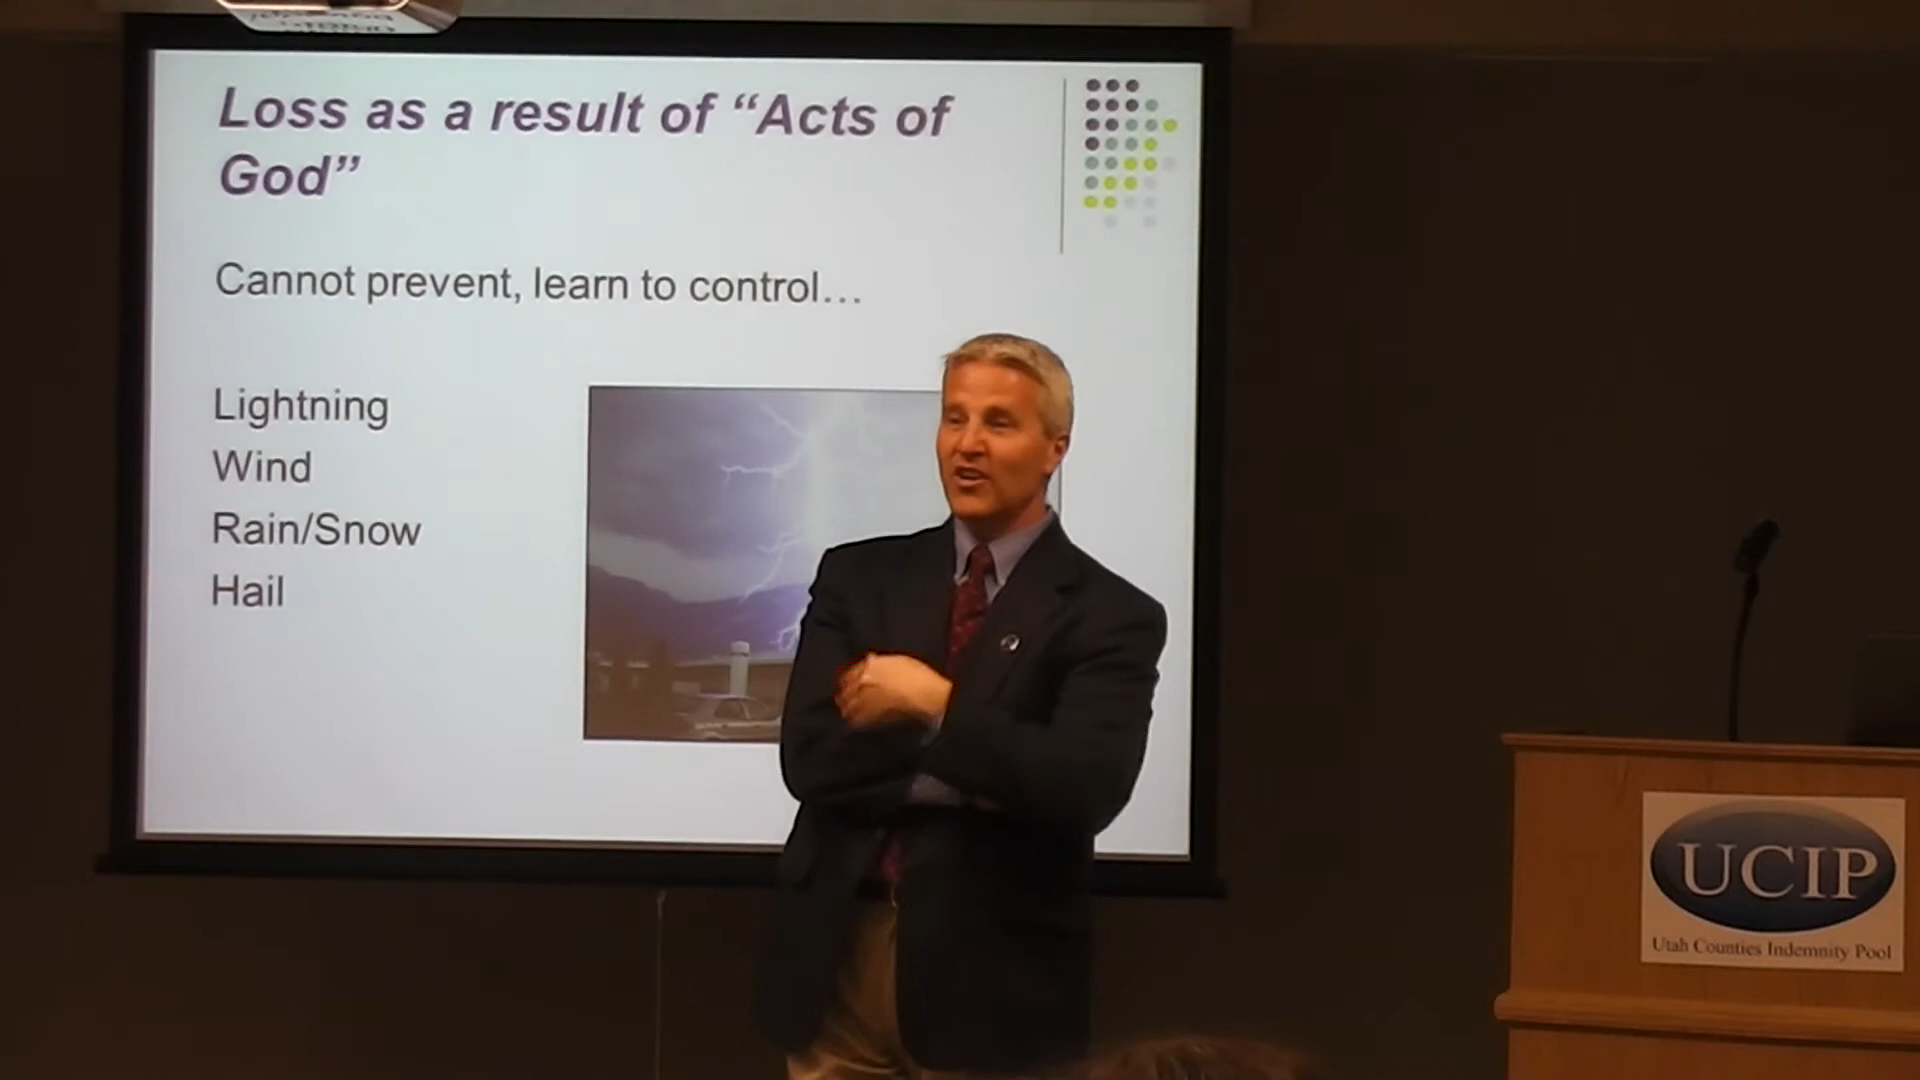 Loss as a result of “Acts of
God”
Cannot prevent, learn to control…
Lightning
Wind
Rain/Snow
Hail
UCIP
Utah Counties Indemnity Pool